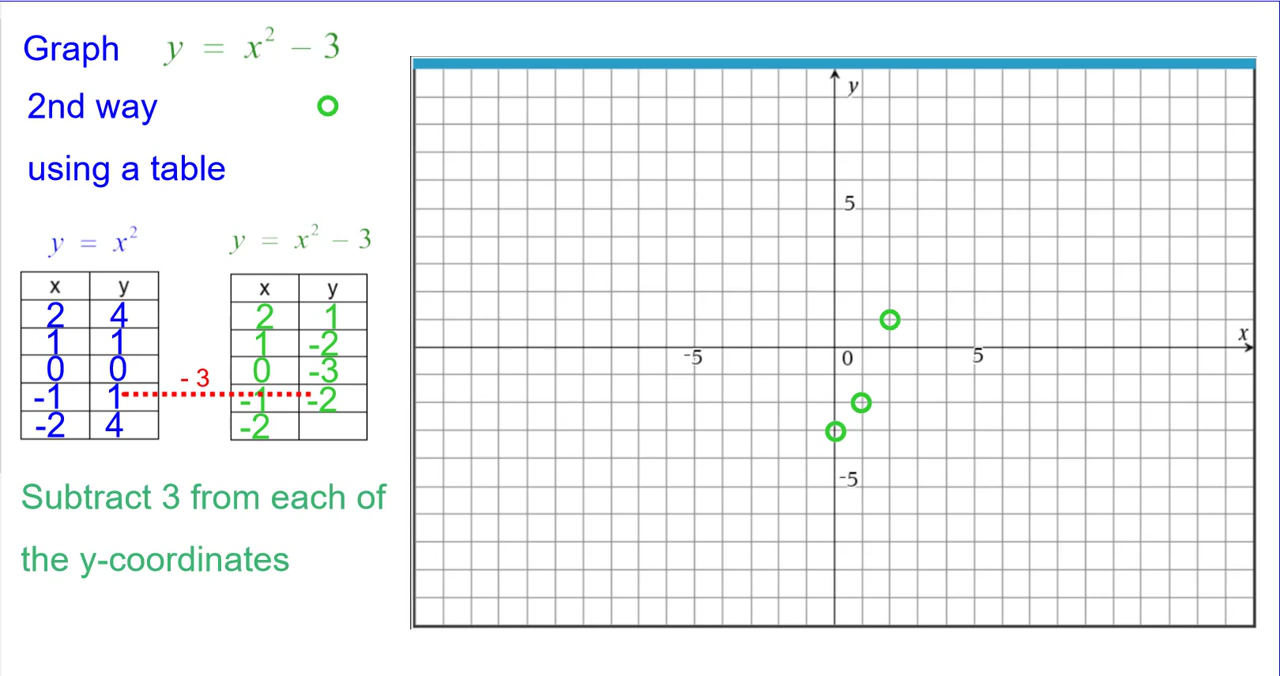 Graph y = x² − 3
2nd way
using a table
y = x²
x y
2 4
1 1
0 0
-1 1
-2 4
- 3
y = x² − 3
x y
2 1
1 -2
0 -3
-1 -2
-2
Subtract 3 from each of
the y-coordinates
y
5
x
-5 0 5
-5